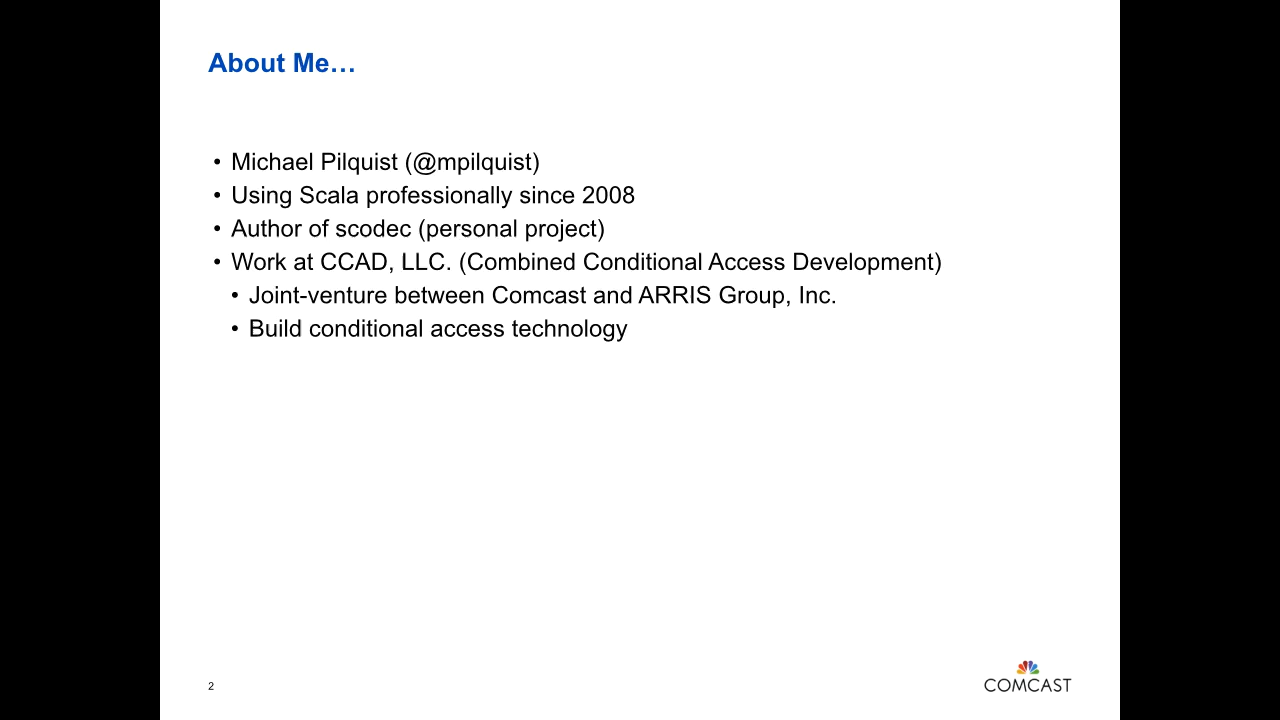 About Me…
• Michael Pilquist (@mpilquist)
• Using Scala professionally since 2008
• Author of scodec (personal project)
• Work at CCAD, LLC. (Combined Conditional Access Development)
• Joint-venture between Comcast and ARRIS Group, Inc.
• Build conditional access technology
2
COMCAST